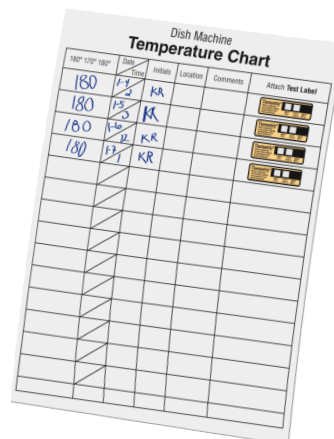 Dish Machine
Temperature Chart
160° 170° 180° Date Time Initials Location Comments Attach Test Label
180 1-4 2 KR
180 1-5 3 KR
180 1-6 12 KR
180 1-7 1 KR